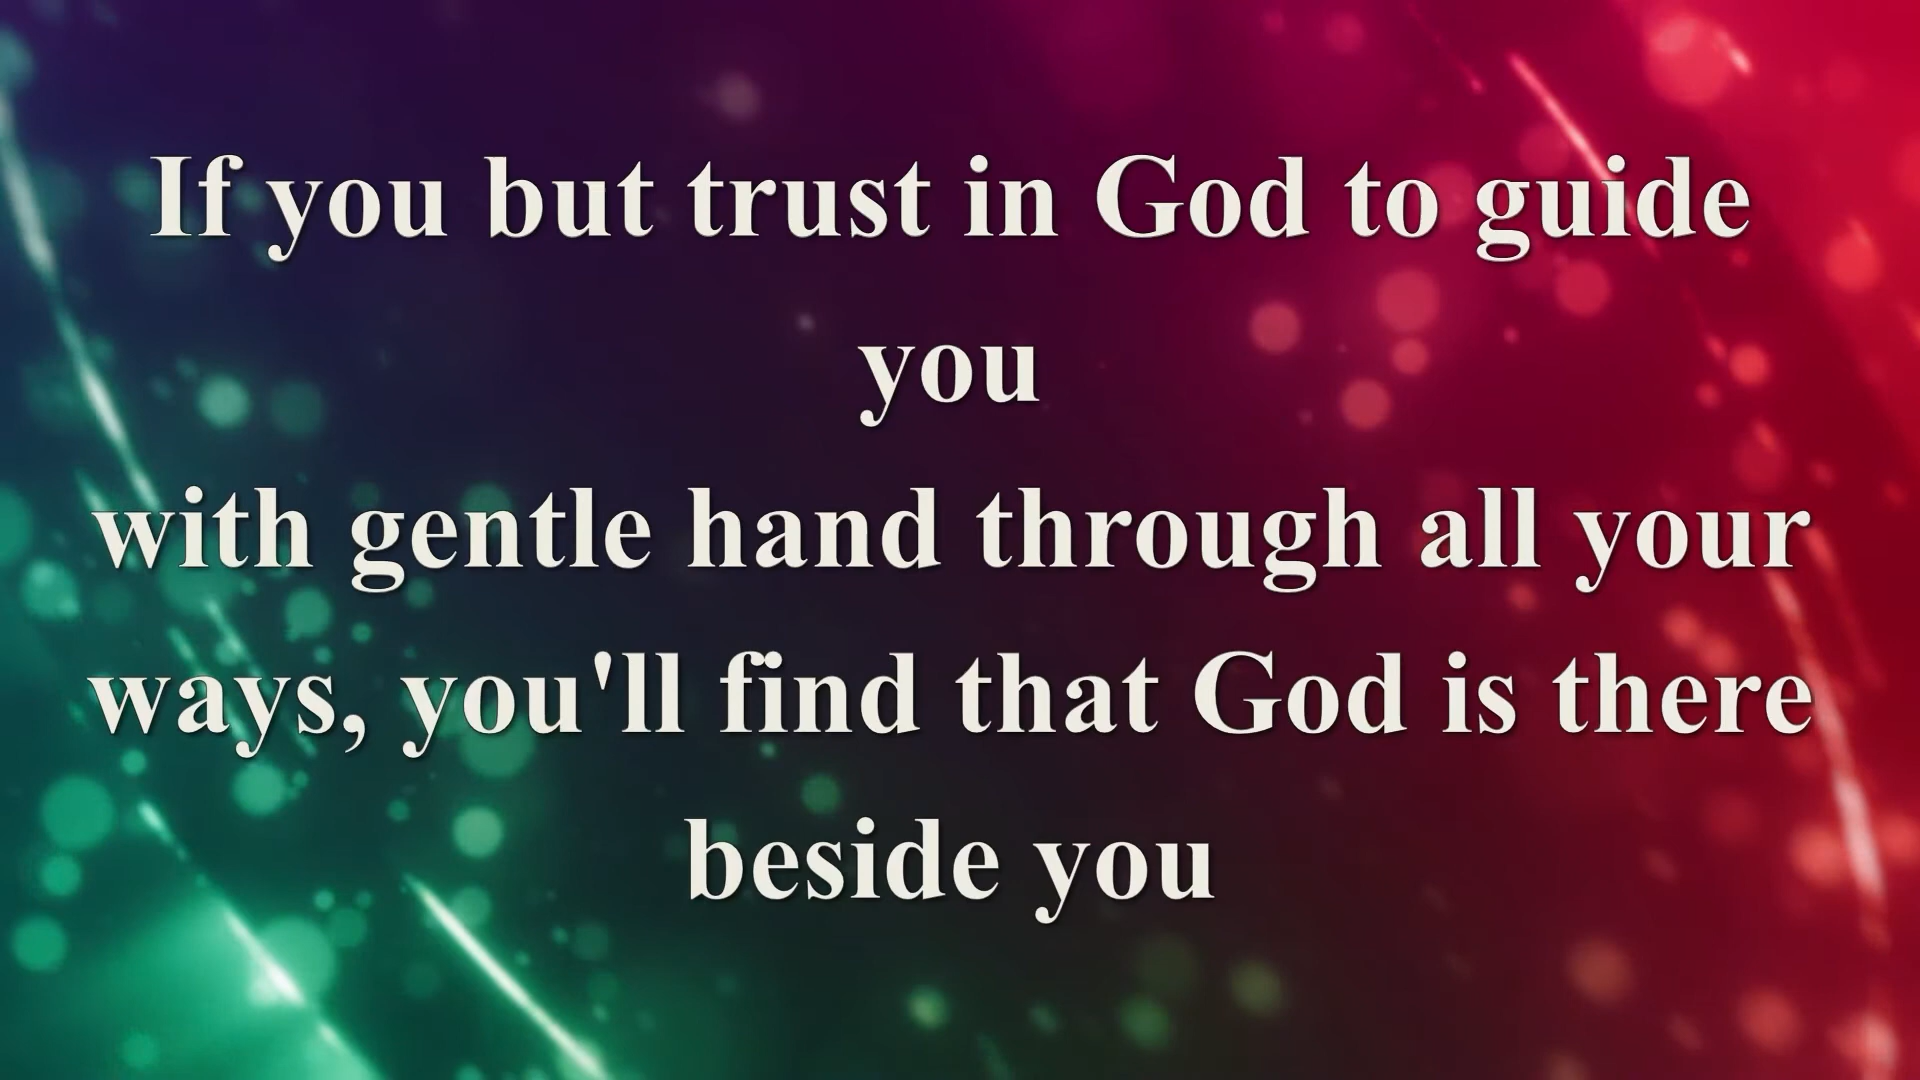 If you but trust in God to guide
you
with gentle hand through all your
ways, you'll find that God is there
beside you